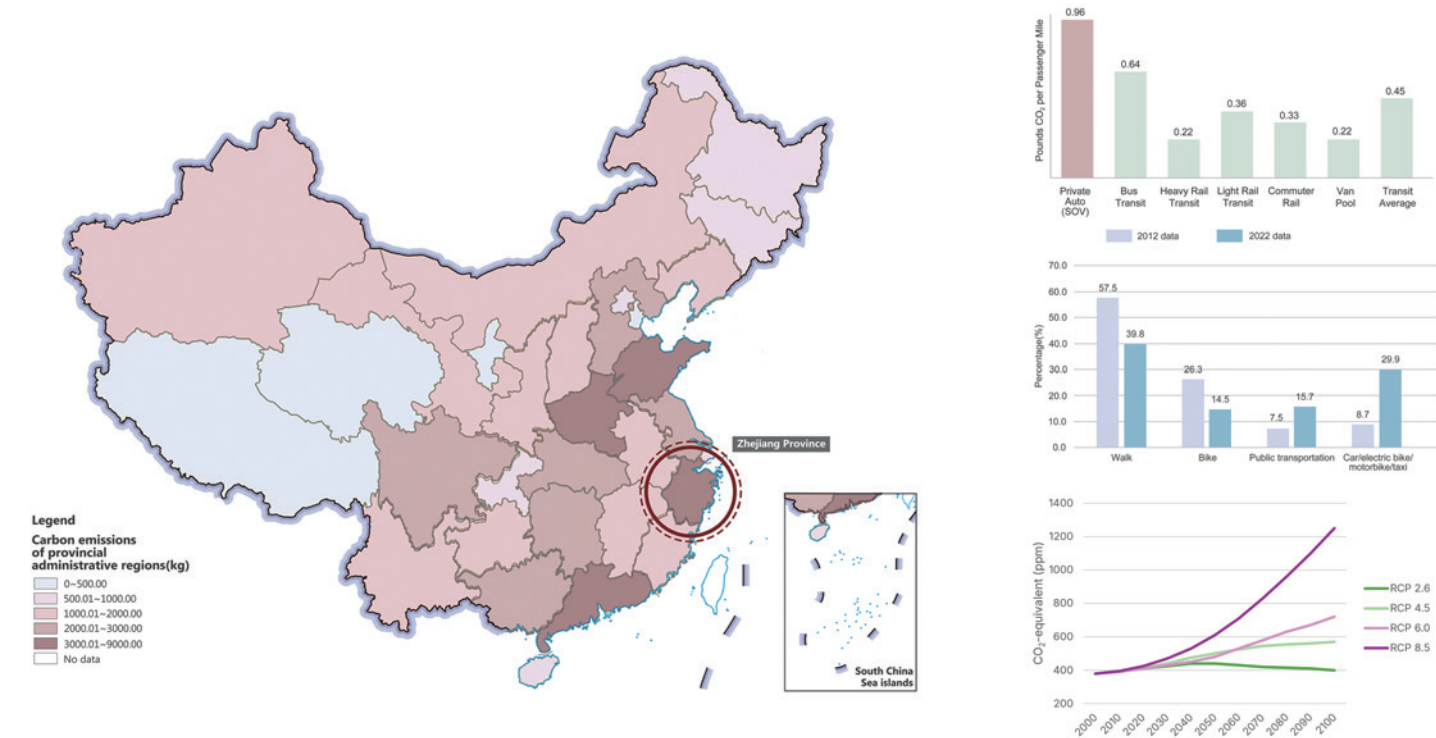 Zhejiang Province
Legend
Carbon emissions
of provincial
administrative regions(kg)
0~500.00
500.01~1000.00
1000.01~2000.00
2000.01~3000.00
3000.01~9000.00
No data
South China
Sea islands
Pounds CO₂ per Passenger Mile
0.96
0.64
0.22
0.36
0.33
0.22
0.45
Private
Auto
(SOV)
Bus
Transit
Heavy Rail
Transit
Light Rail
Transit
Commuter
Rail
Van
Pool
Transit
Average
2012 data
2022 data
Percentage(%)
70.0
60.0
50.0
40.0
30.0
20.0
10.0
0.0
57.5
39.8
26.3
14.5
7.5
15.7
8.7
29.9
Walk
Bike
Public transportation
Car/electric bike/
motorbike/taxi
CO₂-equivalent (ppm)
1400
1200
1000
800
600
400
200
2000
2010
2020
2030
2040
2050
2060
2070
2080
2090
2100
RCP 2.6
RCP 4.5
RCP 6.0
RCP 8.5